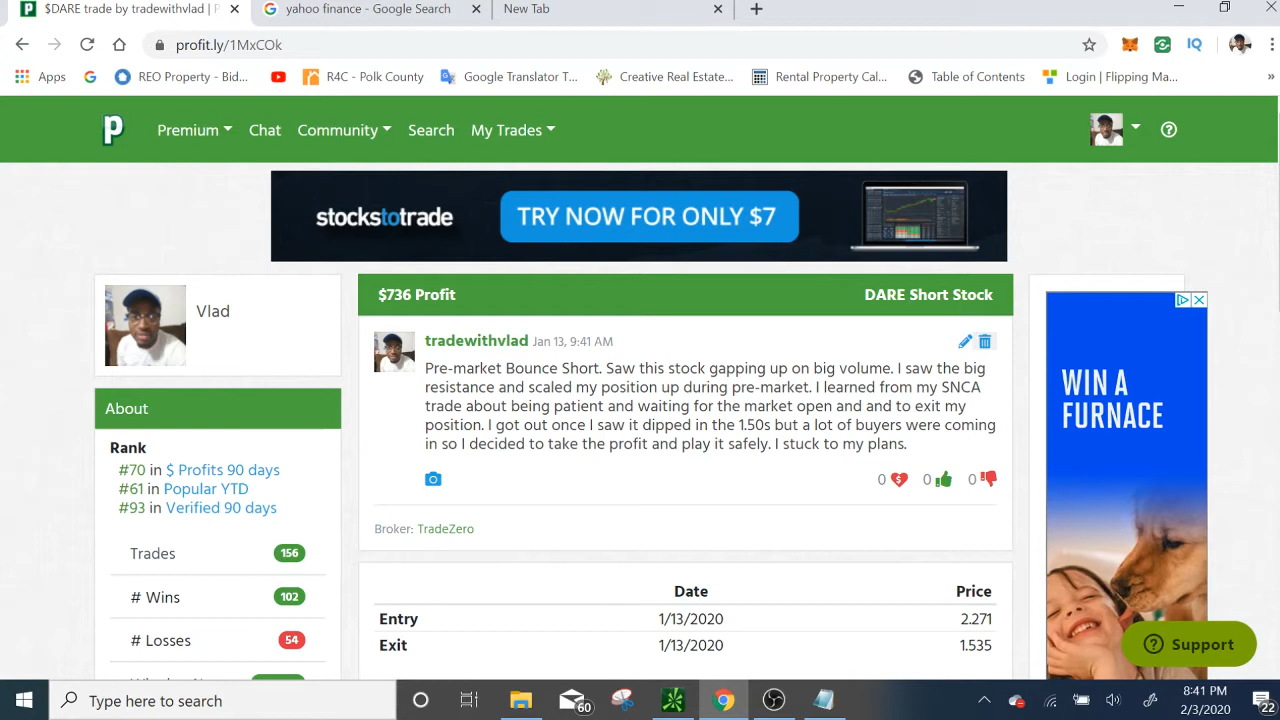 $DARE trade by tradewithvlad |
yahoo finance - Google Search
New Tab
profit.ly/1MxCOk
Apps
REO Property - Bid...
R4C - Polk County
Google Translator T...
Creative Real Estate...
Rental Property Cal...
Table of Contents
Login | Flipping Ma...
Premium
Chat
Community
Search
My Trades
stockstotrade
TRY NOW FOR ONLY $7
Vlad
$736 Profit
DARE Short Stock
tradewithvlad Jan 13, 9:41 AM
Pre-market Bounce Short. Saw this stock gapping up on big volume. I saw the big
resistance and scaled my position up during pre-market. I learned from my SNCA
trade about being patient and waiting for the market open and and to exit my
position. I got out once I saw it dipped in the 1.50s but a lot of buyers were coming
in so I decided to take the profit and play it safely. I stuck to my plans.
0 0 0
Broker: TradeZero
Date Price
Entry 1/13/2020 2.271
Exit 1/13/2020 1.535
About
Rank
#70 in $ Profits 90 days
#61 in Popular YTD
#93 in Verified 90 days
Trades 156
# Wins 102
# Losses 54
WIN A
FURNACE
Support
Type here to search
60
8:41 PM
2/3/2020
22